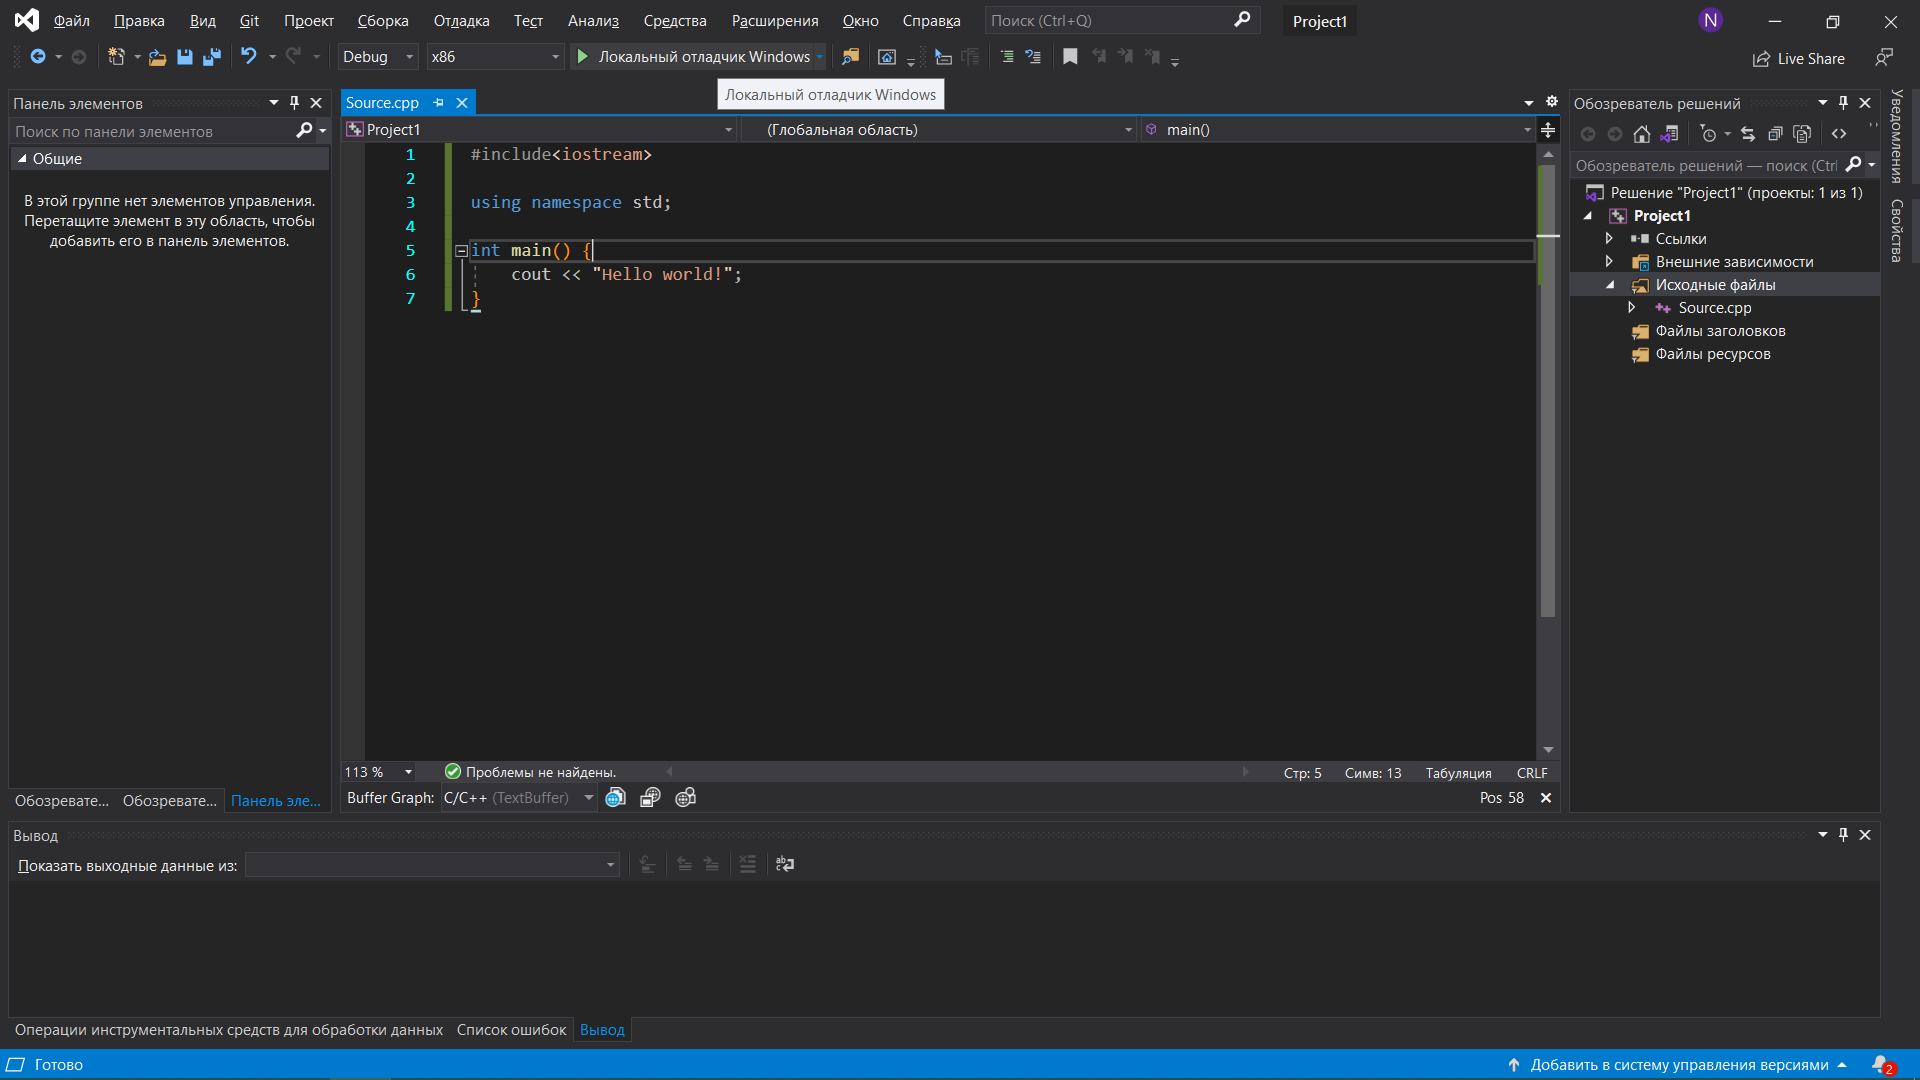 Файл Правка Вид Git Проект Сборка Отладка Тест Анализ Средства Расширения Окно Справка Поиск (Ctrl+Q) Project1 N
Debug x86 Локальный отладчик Windows Live Share
Локальный отладчик Windows
Панель элементов
Поиск по панели элементов
Общие
В этой группе нет элементов управления.
Перетащите элемент в эту область, чтобы
добавить его в панель элементов.
Обозревате... Обозревате... Панель эле...
Source.cpp
Project1 (Глобальная область) main()
1 #include<iostream>
2
3 using namespace std;
4
5 int main() {
6 cout << "Hello world!";
7 }
113 % Проблемы не найдены. Стр: 5 Симв: 13 Табуляция CRLF
Buffer Graph: C/C++ (TextBuffer) Pos 58
Обозреватель решений
Обозреватель решений — поиск (Ctrl
Решение "Project1" (проекты: 1 из 1)
Project1
Ссылки
Внешние зависимости
Исходные файлы
Source.cpp
Файлы заголовков
Файлы ресурсов
Уведомления
Свойства
Вывод
Показать выходные данные из:
Операции инструментальных средств для обработки данных Список ошибок Вывод
Готово Добавить в систему управления версиями 2